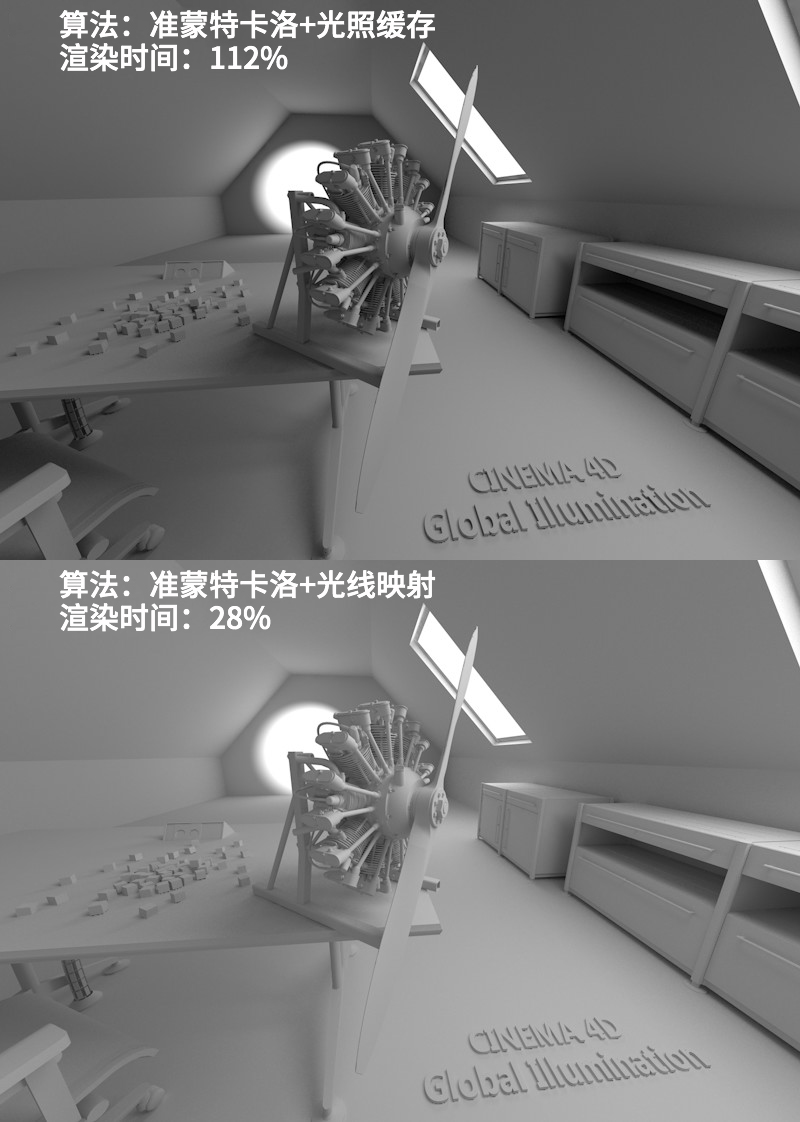 算法：准蒙特卡洛+光照缓存
渲染时间：112%
CINEMA 4D
Global Illumination
算法：准蒙特卡洛+光线映射
渲染时间：28%
CINEMA 4D
Global Illumination